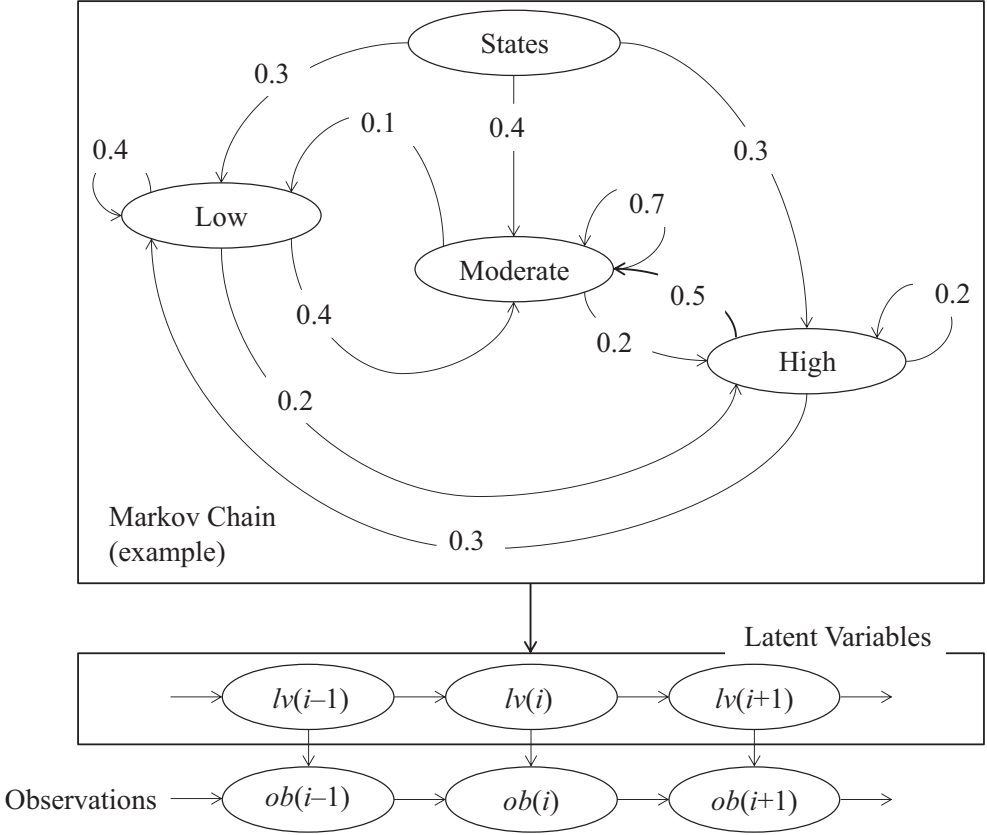 States
0.3
0.1
0.4
0.3
0.4
0.7
Low
Moderate
0.5
0.2
0.4
0.2
High
0.2
Markov Chain
(example)
0.3
Latent Variables
lv(i–1)
lv(i)
lv(i+1)
Observations
ob(i–1)
ob(i)
ob(i+1)